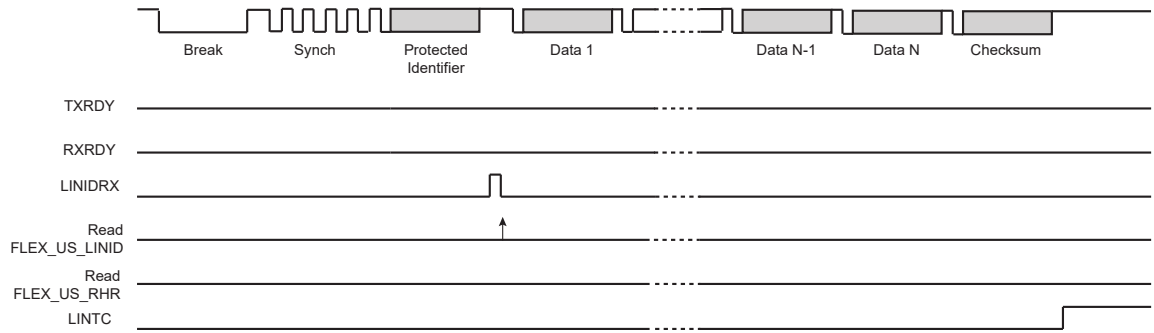 Break
Synch
Protected
Identifier
Data 1
Data N-1
Data N
Checksum
TXRDY
RXRDY
LINIDRX
Read
FLEX_US_LINID
Read
FLEX_US_RHR
LINTC